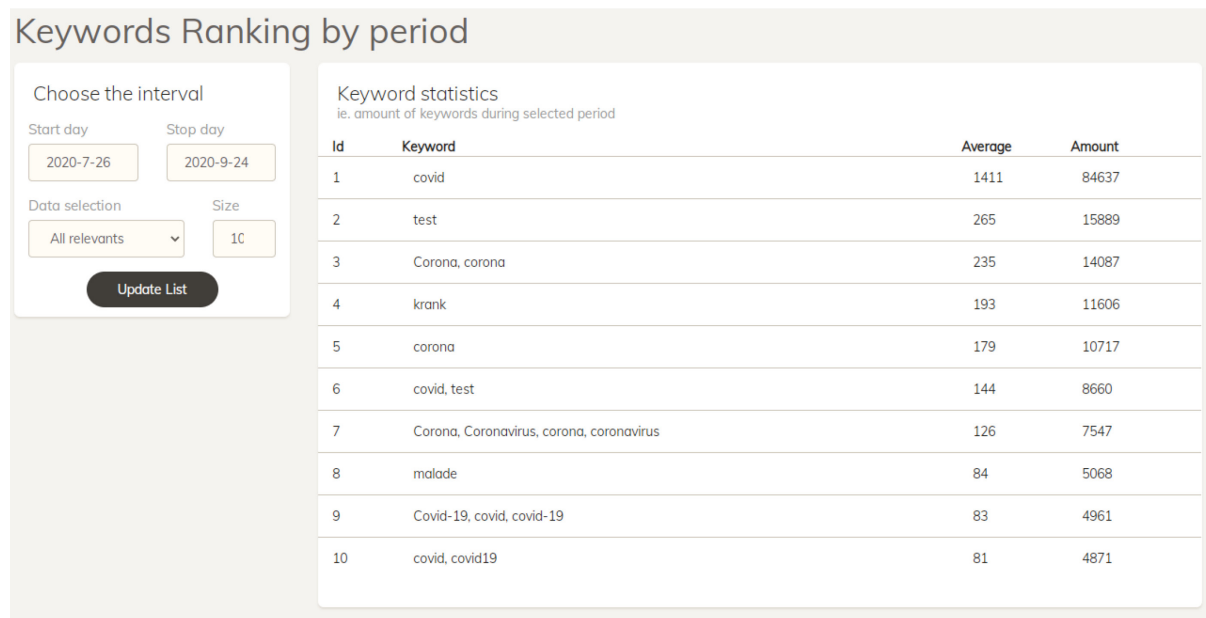 Keywords Ranking by period
Choose the interval
Start day Stop day
2020-7-26 2020-9-24
Data selection Size
All relevants 10
Update List
Keyword statistics
ie. amount of keywords during selected period
Id Keyword Average Amount
1 covid 1411 84637
2 test 265 15889
3 Corona, corona 235 14087
4 krank 193 11606
5 corona 179 10717
6 covid, test 144 8660
7 Corona, Coronavirus, corona, coronavirus 126 7547
8 malade 84 5068
9 Covid-19, covid, covid-19 83 4961
10 covid, covid19 81 4871